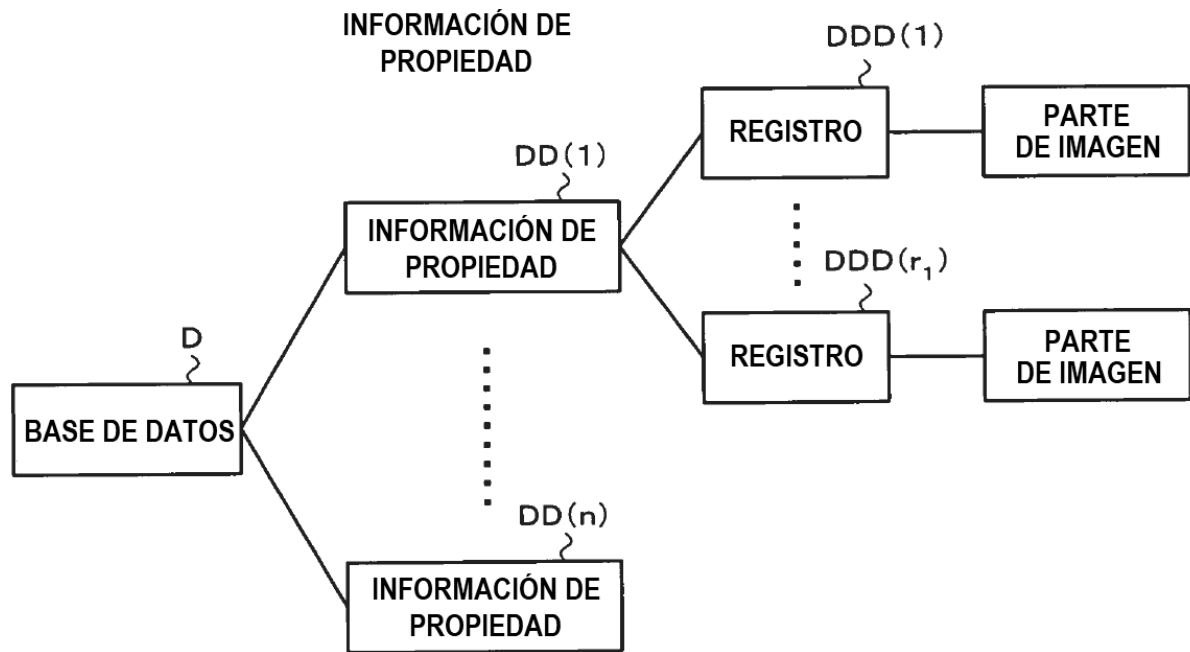 INFORMACIÓN DE
PROPIEDAD
DDD(1)
REGISTRO
PARTE
DE IMAGEN
DD(1)
INFORMACIÓN DE
PROPIEDAD
DDD(r₁)
REGISTRO
PARTE
DE IMAGEN
D
BASE DE DATOS
DD(n)
INFORMACIÓN DE
PROPIEDAD